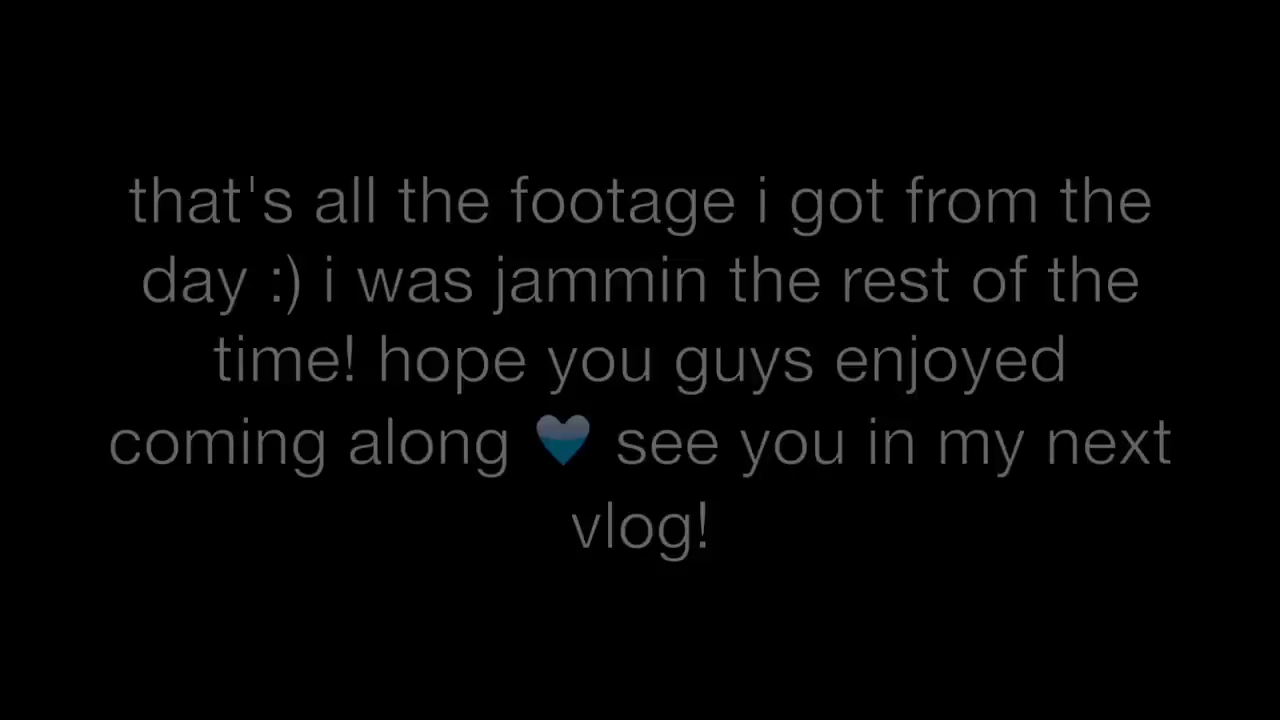 that's all the footage i got from the
day :) i was jammin the rest of the
time! hope you guys enjoyed
coming along 🩵 see you in my next
vlog!